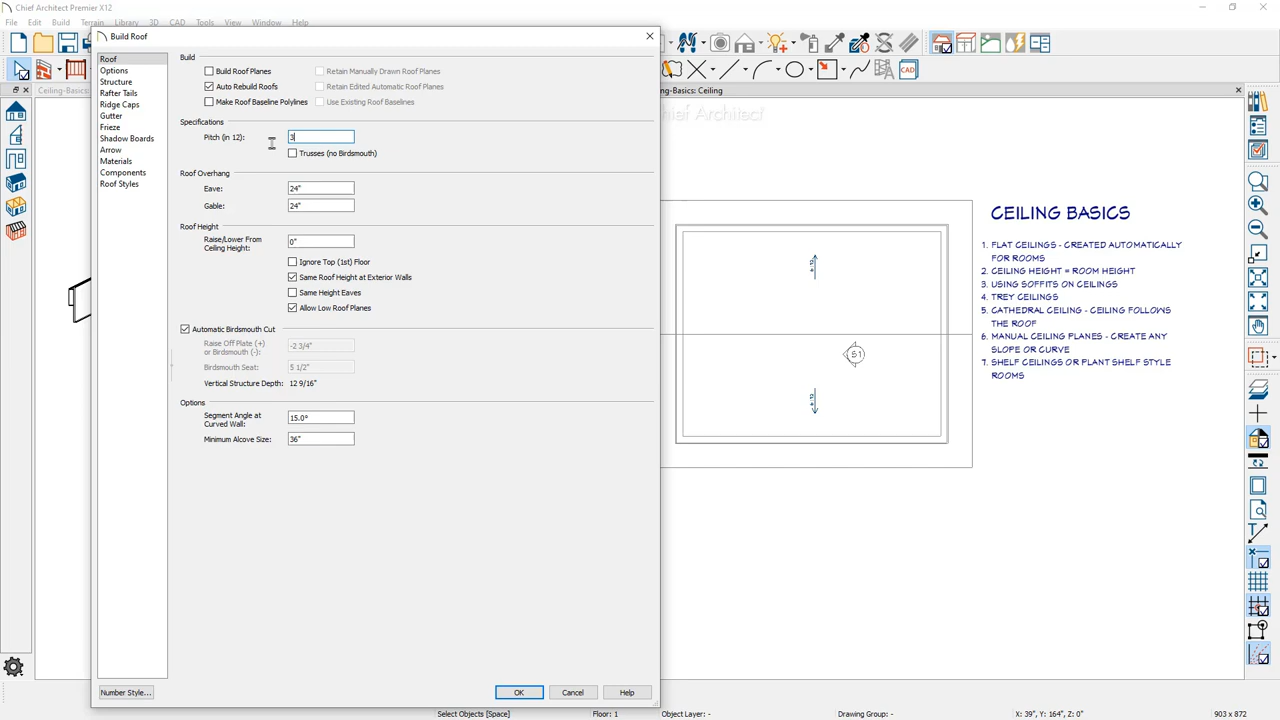 Chief Architect Premier X12
File Edit Build Terrain Library 3D CAD Tools View Window Help
Build Roof
Roof
Options
Structure
Rafter Tails
Ridge Caps
Gutter
Frieze
Shadow Boards
Arrow
Materials
Components
Roof Styles
Build
Build Roof Planes
Retain Manually Drawn Roof Planes
Auto Rebuild Roofs
Retain Edited Automatic Roof Planes
Make Roof Baseline Polylines
Use Existing Roof Baselines
Specifications
Pitch (in 12): 3
Trusses (no Birdsmouth)
Roof Overhang
Eave: 24"
Gable: 24"
Roof Height
Raise/Lower From
Ceiling Height: 0"
Ignore Top (1st) Floor
Same Roof Height at Exterior Walls
Same Height Eaves
Allow Low Roof Planes
Automatic Birdsmouth Cut
Raise Off Plate (+)
or Birdsmouth (-): -2 3/4"
Birdsmouth Seat: 5 1/2"
Vertical Structure Depth: 12 9/16"
Options
Segment Angle at
Curved Wall: 15.0°
Minimum Alcove Size: 36"
Number Style...
OK Cancel Help
Ceiling-Basics:
ng-Basics: Ceiling
Chief Architect
CAD
S1
CEILING BASICS
1. FLAT CEILINGS - CREATED AUTOMATICALLY
FOR ROOMS
2. CEILING HEIGHT = ROOM HEIGHT
3. USING SOFFITS ON CEILINGS
4. TREY CEILINGS
5. CATHEDRAL CEILING - CEILING FOLLOWS
THE ROOF
6. MANUAL CEILING PLANES - CREATE ANY
SLOPE OR CURVE
7. SHELF CEILINGS OR PLANT SHELF STYLE
ROOMS
Select Objects [Space] Floor: 1 Object Layer: - Drawing Group: - X: 39", Y: 164", Z: 0" 903 x 872